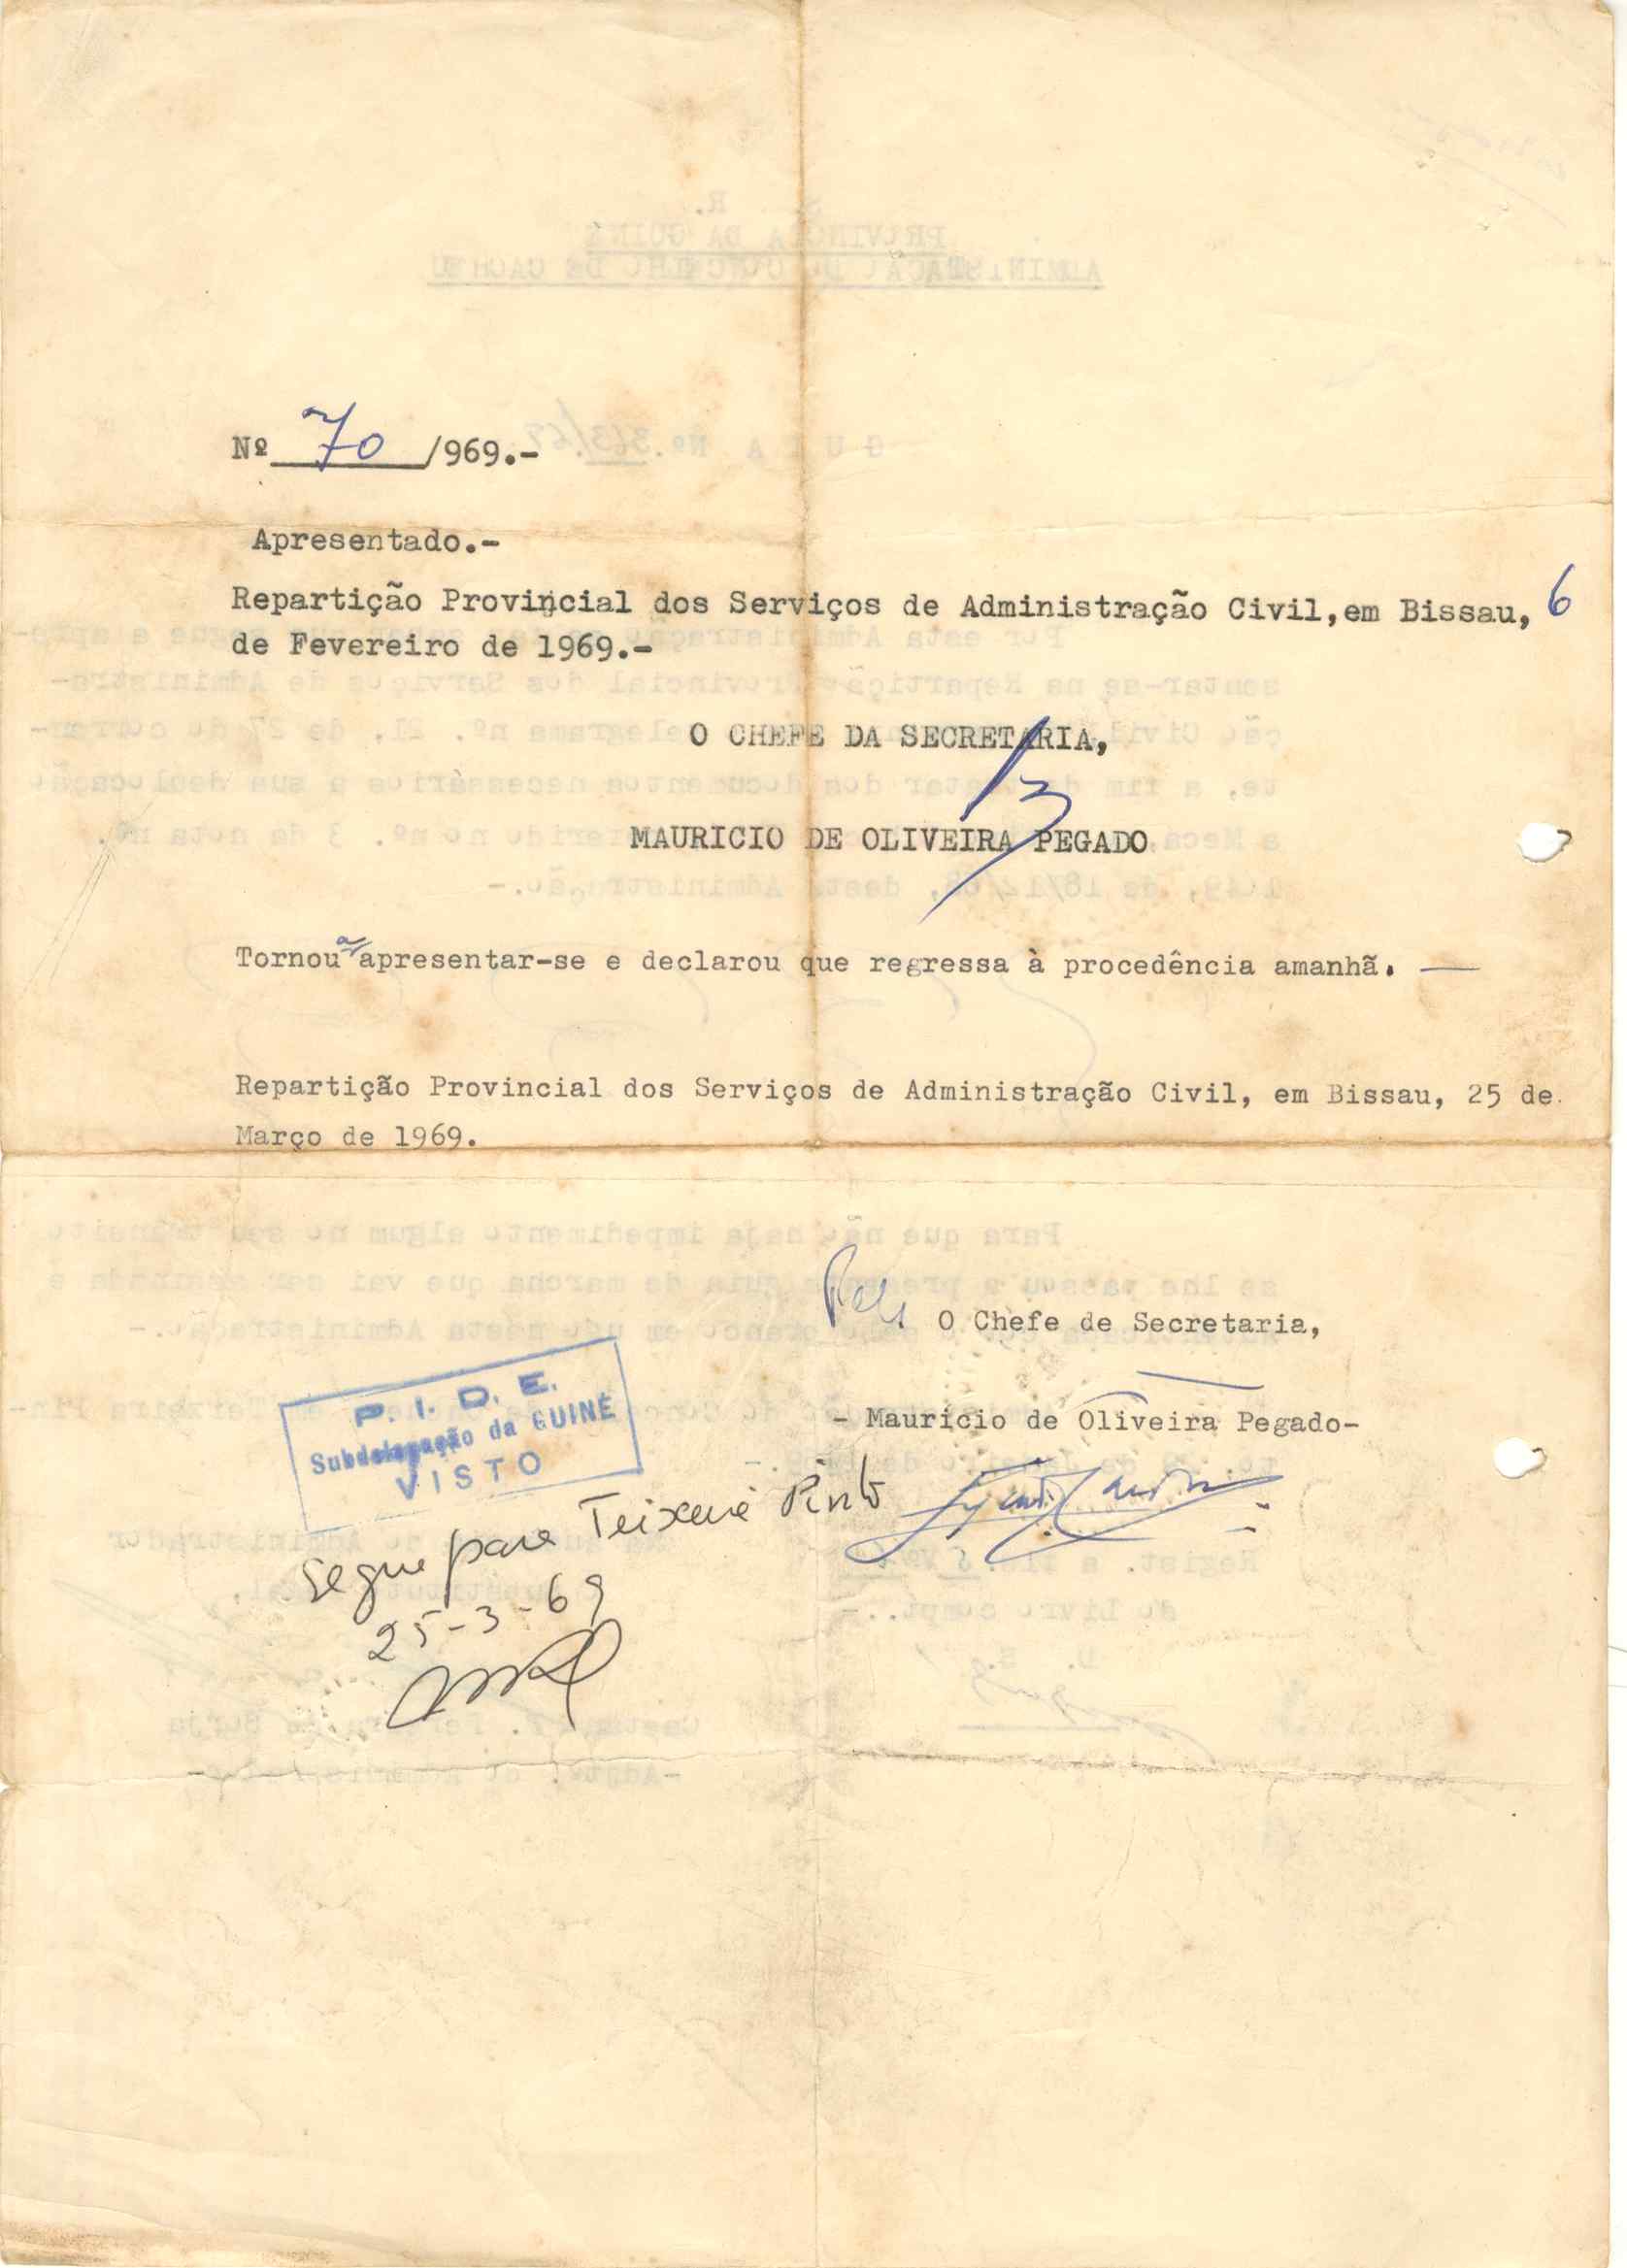 Nº 70 /969.-
Apresentado.-
Repartição Provincial dos Serviços de Administração Civil,em Bissau, 6
de Fevereiro de 1969.-
O CHEFE DA SECRETARIA,
MAURICIO DE OLIVEIRA PEGADO
Tornou a apresentar-se e declarou que regressa à procedência amanhã. —
Repartição Provincial dos Serviços de Administração Civil, em Bissau, 25 de
Março de 1969.
O Chefe de Secretaria,
- Mauricio de Oliveira Pegado-
P. I. D. E.
Subdelegação da GUINÉ
VISTO
Segue para Teixeira Pinto
25-3-69